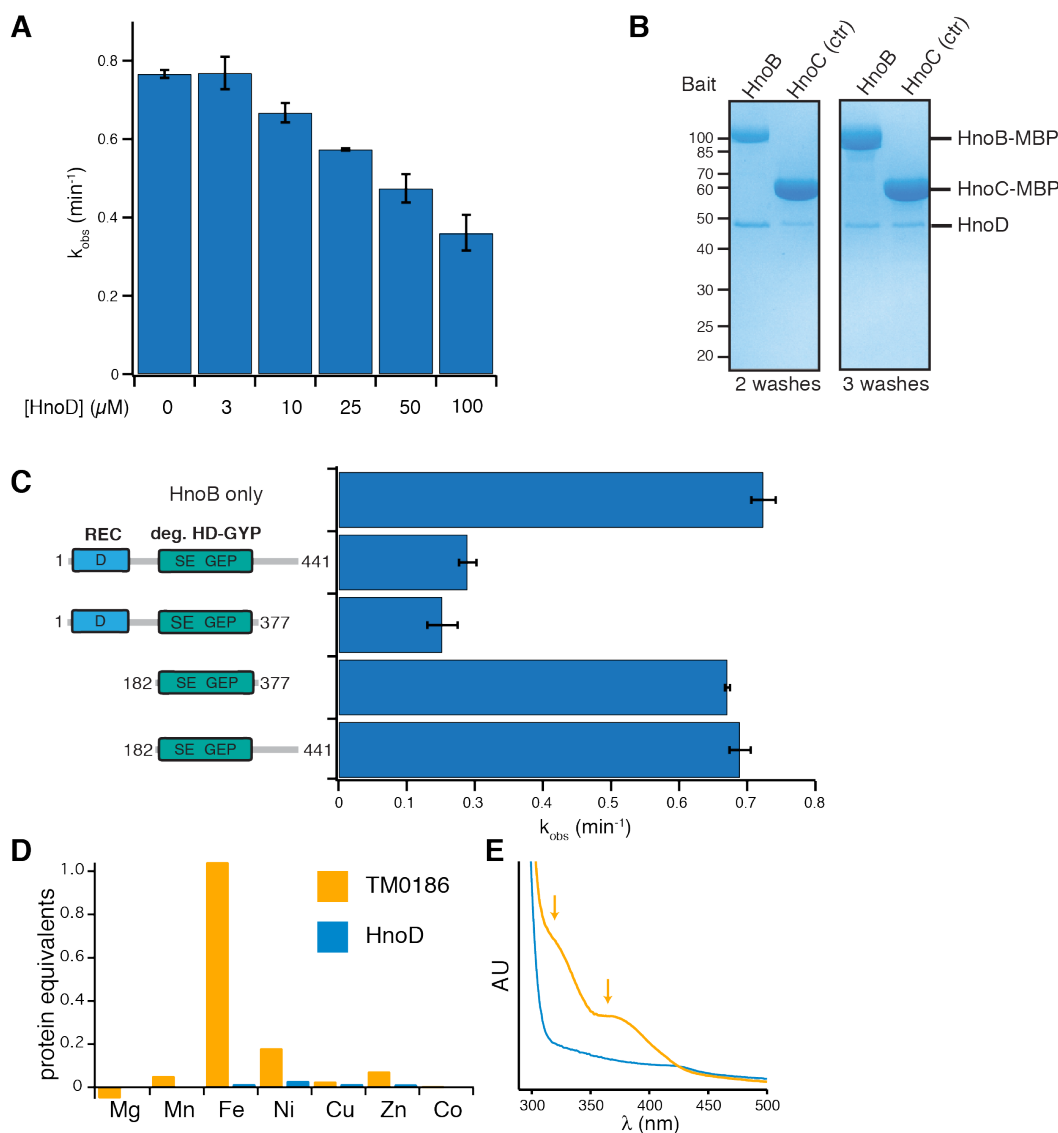 A
0.8
0.6
0.4
0.2
0
k_obs (min⁻¹)
[HnoD] (µM) 0 3 10 25 50 100
B
Bait HnoB HnoC (ctr) HnoB HnoC (ctr)
100
85
70
60
50
40
30
25
20
HnoB-MBP
HnoC-MBP
HnoD
2 washes 3 washes
C
HnoB only
REC deg. HD-GYP
1 D SE GEP 441
1 D SE GEP 377
182 SE GEP 377
182 SE GEP 441
0 0.1 0.3 0.4 0.5 0.6 0.7 0.8
k_obs (min⁻¹)
D
1.0
0.6
0.4
0.2
0
protein equivalents
TM0186
HnoD
Mg Mn Fe Ni Cu Zn Co
E
AU
300 350 400 450 500
λ (nm)